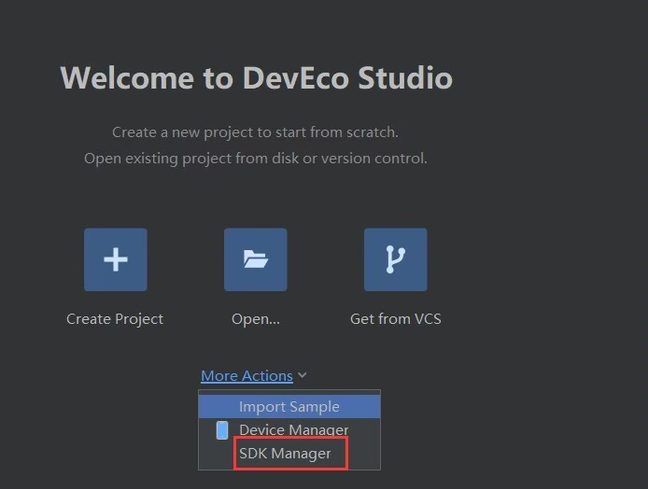 Welcome to DevEco Studio
Create a new project to start from scratch.
Open existing project from disk or version control.
Create Project
Open...
Get from VCS
More Actions
Import Sample
Device Manager
SDK Manager